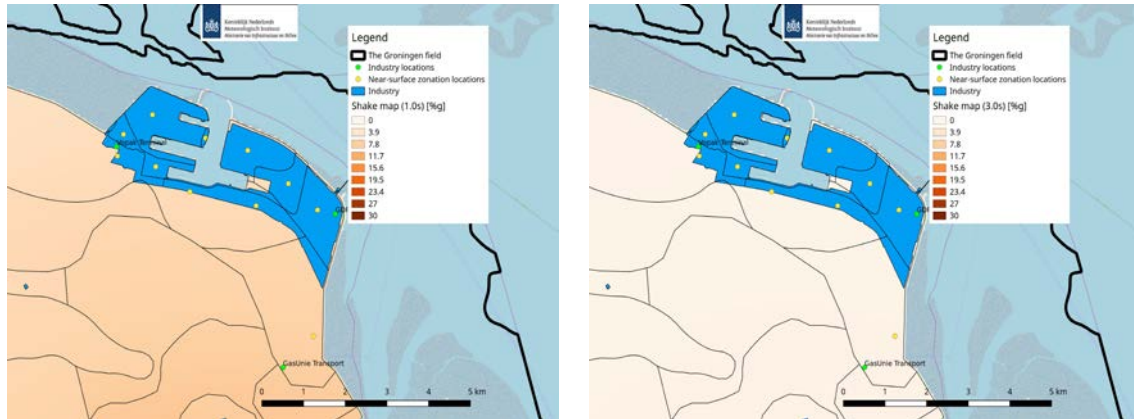 Koninklijk Nederlands
Meteorologisch Instituut
Ministerie van Infrastructuur en Milieu
Legend
The Groningen field
Industry locations
Near-surface zonation locations
Industry
Shake map (1.0s) [%g]
0
3.9
7.8
11.7
15.6
19.5
23.4
27
30
Vopak Terminal
GDF
GasUnie Transport
0 1 2 3 4 5 km
Koninklijk Nederlands
Meteorologisch Instituut
Ministerie van Infrastructuur en Milieu
Legend
The Groningen field
Industry locations
Near-surface zonation locations
Industry
Shake map (3.0s) [%g]
0
3.9
7.8
11.7
15.6
19.5
23.4
27
30
Vopak Terminal
GasUnie Transport
0 1 2 3 4 5 km